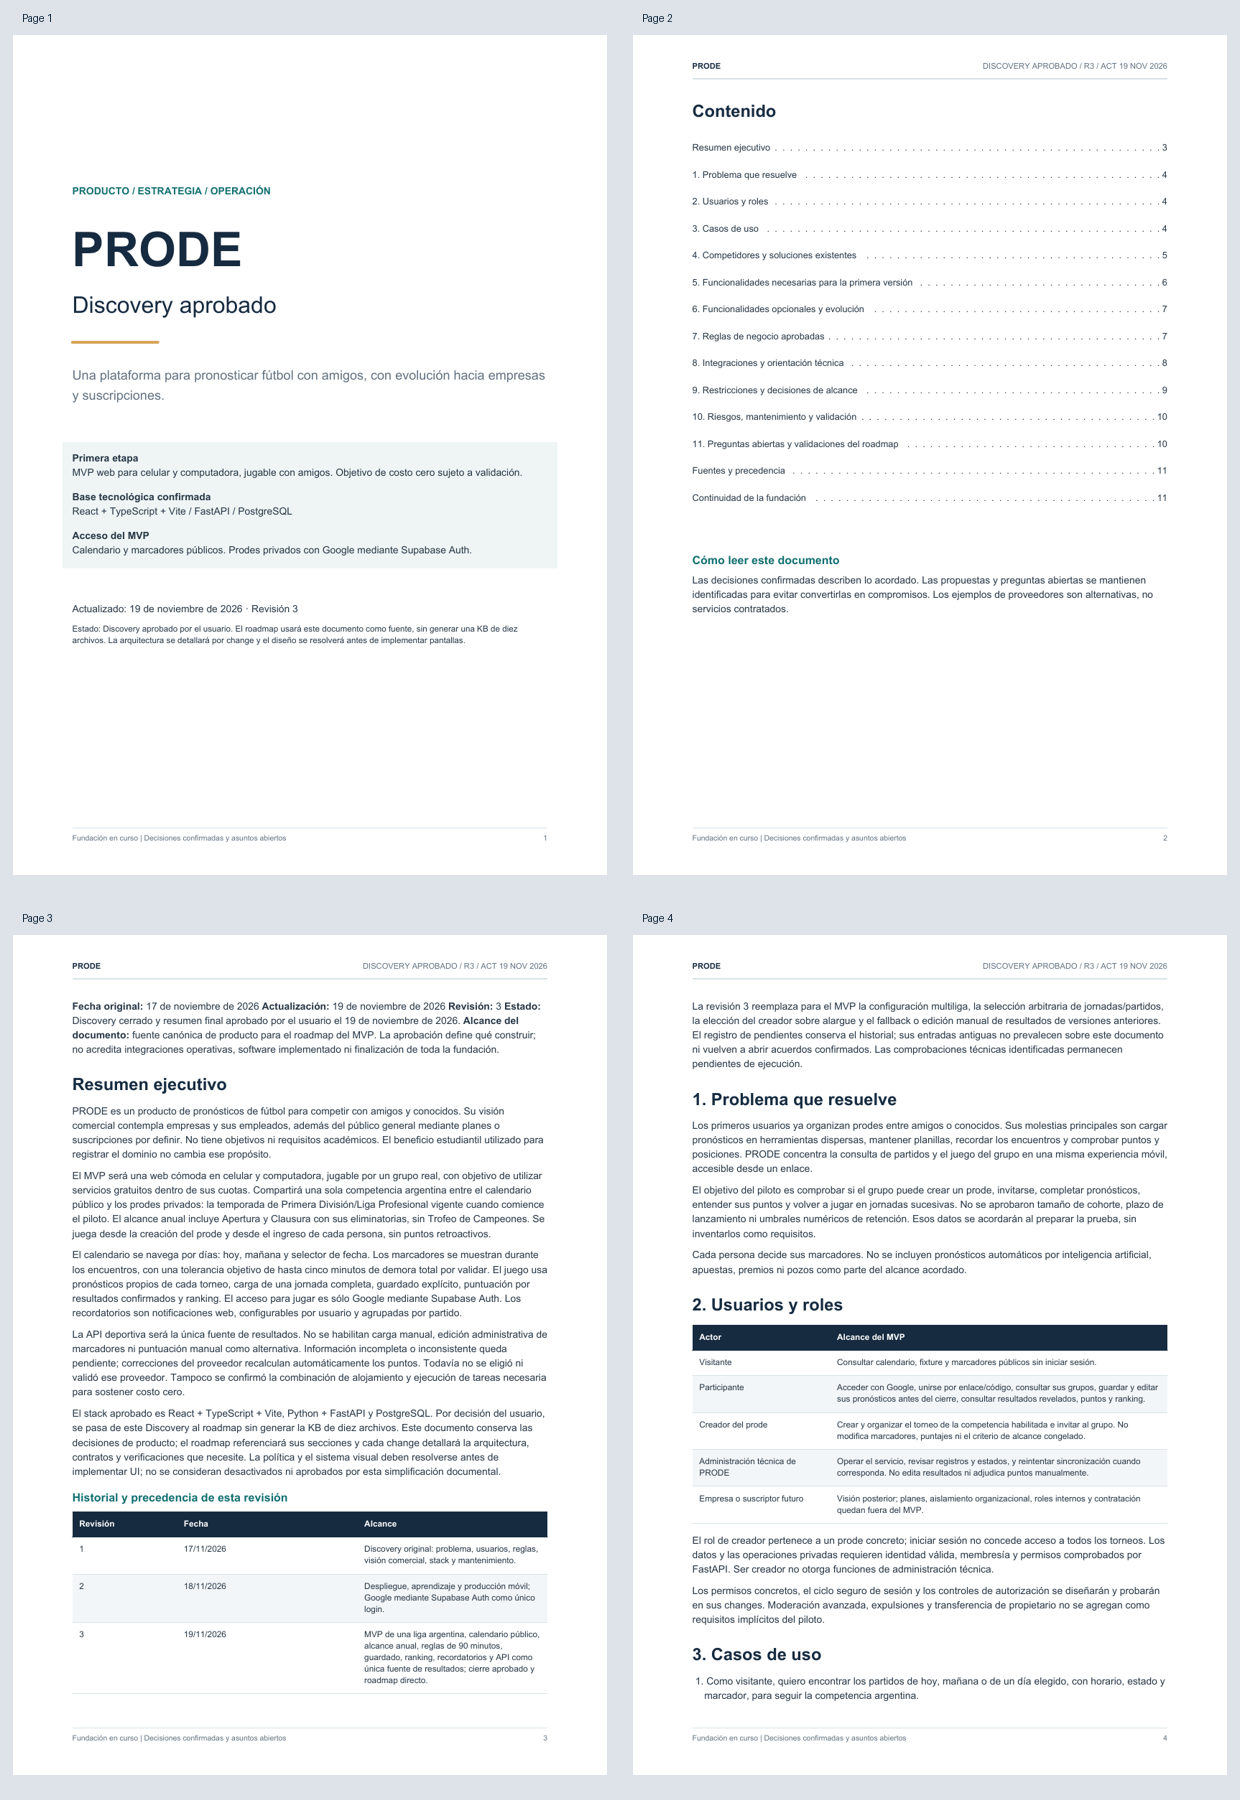 Page 1
PRODUCTO / ESTRATEGIA / OPERACIÓN
PRODE
Discovery aprobado
Una plataforma para pronosticar fútbol con amigos, con evolución hacia empresas
y suscripciones.
Primera etapa
MVP web para celular y computadora, jugable con amigos. Objetivo de costo cero sujeto a validación.
Base tecnológica confirmada
React + TypeScript + Vite / FastAPI / PostgreSQL
Acceso del MVP
Calendario y marcadores públicos. Prodes privados con Google mediante Supabase Auth.
Actualizado: 19 de noviembre de 2026 · Revisión 3
Estado: Discovery aprobado por el usuario. El roadmap usará este documento como fuente, sin generar una KB de diez
archivos. La arquitectura se detallará por change y el diseño se resolverá antes de implementar pantallas.
Fundación en curso | Decisiones confirmadas y asuntos abiertos 1
Page 2
PRODE DISCOVERY APROBADO / R3 / ACT 19 NOV 2026
Contenido
Resumen ejecutivo . . . . . . . . . . 3
1. Problema que resuelve . . . . . . . . . . 4
2. Usuarios y roles . . . . . . . . . . 4
3. Casos de uso . . . . . . . . . . 4
4. Competidores y soluciones existentes . . . . . . . . . . 5
5. Funcionalidades necesarias para la primera versión . . . . . . . . . . 6
6. Funcionalidades opcionales y evolución . . . . . . . . . . 7
7. Reglas de negocio aprobadas . . . . . . . . . . 7
8. Integraciones y orientación técnica . . . . . . . . . . 8
9. Restricciones y decisiones de alcance . . . . . . . . . . 9
10. Riesgos, mantenimiento y validación . . . . . . . . . . 10
11. Preguntas abiertas y validaciones del roadmap . . . . . . . . . . 10
Fuentes y precedencia . . . . . . . . . . 11
Continuidad de la fundación . . . . . . . . . . 11
Cómo leer este documento
Las decisiones confirmadas describen lo acordado. Las propuestas y preguntas abiertas se mantienen
identificadas para evitar convertirlas en compromisos. Los ejemplos de proveedores son alternativas, no
servicios contratados.
Fundación en curso | Decisiones confirmadas y asuntos abiertos 2
Page 3
PRODE DISCOVERY APROBADO / R3 / ACT 19 NOV 2026
Fecha original: 17 de noviembre de 2026 Actualización: 19 de noviembre de 2026 Revisión: 3 Estado:
Discovery cerrado y resumen final aprobado por el usuario el 19 de noviembre de 2026. Alcance del
documento: fuente canónica de producto para el roadmap del MVP. La aprobación define qué construir;
no acredita integraciones operativas, software implementado ni finalización de toda la fundación.
Resumen ejecutivo
PRODE es un producto de pronósticos de fútbol para competir con amigos y conocidos. Su visión
comercial contempla empresas y sus empleados, además del público general mediante planes o
suscripciones por definir. No tiene objetivos ni requisitos académicos. El beneficio estudiantil utilizado para
registrar el dominio no cambia ese propósito.
El MVP será una web cómoda en celular y computadora, jugable por un grupo real, con objetivo de utilizar
servicios gratuitos dentro de sus cuotas. Compartirá una sola competencia argentina entre el calendario
público y los prodes privados: la temporada de Primera División/Liga Profesional vigente cuando comience
el piloto. El alcance anual incluye Apertura y Clausura con sus eliminatorias, sin Trofeo de Campeones. Se
juega desde la creación del prode y desde el ingreso de cada persona, sin puntos retroactivos.
El calendario se navega por días: hoy, mañana y selector de fecha. Los marcadores se muestran durante
los encuentros, con una tolerancia objetivo de hasta cinco minutos de demora total por validar. El juego usa
pronósticos propios de cada torneo, carga de una jornada completa, guardado explícito, puntuación por
resultados confirmados y ranking. El acceso para jugar es sólo Google mediante Supabase Auth. Los
recordatorios son notificaciones web, configurables por usuario y agrupadas por partido.
La API deportiva será la única fuente de resultados. No se habilitan carga manual, edición administrativa de
marcadores ni puntuación manual como alternativa. Información incompleta o inconsistente queda
pendiente; correcciones del proveedor recalculan automáticamente los puntos. Todavía no se eligió ni
validó ese proveedor. Tampoco se confirmó la combinación de alojamiento y ejecución de tareas necesaria
para sostener costo cero.
El stack aprobado es React + TypeScript + Vite, Python + FastAPI y PostgreSQL. Por decisión del usuario,
se pasa de este Discovery al roadmap sin generar la KB de diez archivos. Este documento conserva las
decisiones de producto; el roadmap referenciará sus secciones y cada change detallará la arquitectura,
contratos y verificaciones que necesite. La política y el sistema visual deben resolverse antes de
implementar UI; no se consideran desactivados ni aprobados por esta simplificación documental.
Historial y precedencia de esta revisión
Revisión Fecha Alcance
1 17/11/2026 Discovery original: problema, usuarios, reglas,
visión comercial, stack y mantenimiento.
2 18/11/2026 Despliegue, aprendizaje y producción móvil;
Google mediante Supabase Auth como único
login.
3 19/11/2026 MVP de una liga argentina, calendario público,
alcance anual, reglas de 90 minutos,
guardado, ranking, recordatorios y API como
única fuente de resultados; cierre aprobado y
roadmap directo.
Fundación en curso | Decisiones confirmadas y asuntos abiertos 3
Page 4
PRODE DISCOVERY APROBADO / R3 / ACT 19 NOV 2026
La revisión 3 reemplaza para el MVP la configuración multiliga, la selección arbitraria de jornadas/partidos,
la elección del creador sobre alargue y el fallback o edición manual de resultados de versiones anteriores.
El registro de pendientes conserva el historial; sus entradas antiguas no prevalecen sobre este documento
ni vuelven a abrir acuerdos confirmados. Las comprobaciones técnicas identificadas permanecen
pendientes de ejecución.
1. Problema que resuelve
Los primeros usuarios ya organizan prodes entre amigos o conocidos. Sus molestias principales son cargar
pronósticos en herramientas dispersas, mantener planillas, recordar los encuentros y comprobar puntos y
posiciones. PRODE concentra la consulta de partidos y el juego del grupo en una misma experiencia móvil,
accesible desde un enlace.
El objetivo del piloto es comprobar si el grupo puede crear un prode, invitarse, completar pronósticos,
entender sus puntos y volver a jugar en jornadas sucesivas. No se aprobaron tamaño de cohorte, plazo de
lanzamiento ni umbrales numéricos de retención. Esos datos se acordarán al preparar la prueba, sin
inventarlos como requisitos.
Cada persona decide sus marcadores. No se incluyen pronósticos automáticos por inteligencia artificial,
apuestas, premios ni pozos como parte del alcance acordado.
2. Usuarios y roles
Actor Alcance del MVP
Visitante Consultar calendario, fixture y marcadores públicos sin iniciar sesión.
Participante Acceder con Google, unirse por enlace/código, consultar sus grupos, guardar y editar
sus pronósticos antes del cierre, consultar resultados revelados, puntos y ranking.
Creador del prode Crear y organizar el torneo de la competencia habilitada e invitar al grupo. No
modifica marcadores, puntajes ni el criterio de alcance congelado.
Administración técnica de Operar el servicio, revisar registros y estados, y reintentar sincronización cuando
PRODE corresponda. No edita resultados ni adjudica puntos manualmente.
Empresa o suscriptor futuro Visión posterior; planes, aislamiento organizacional, roles internos y contratación
quedan fuera del MVP.
El rol de creador pertenece a un prode concreto; iniciar sesión no concede acceso a todos los torneos. Los
datos y las operaciones privadas requieren identidad válida, membresía y permisos comprobados por
FastAPI. Ser creador no otorga funciones de administración técnica.
Los permisos concretos, el ciclo seguro de sesión y los controles de autorización se diseñarán y probarán
en sus changes. Moderación avanzada, expulsiones y transferencia de propietario no se agregan como
requisitos implícitos del piloto.
3. Casos de uso
1. Como visitante, quiero encontrar los partidos de hoy, mañana o de un día elegido, con horario, estado y
marcador, para seguir la competencia argentina.
Fundación en curso | Decisiones confirmadas y asuntos abiertos 4